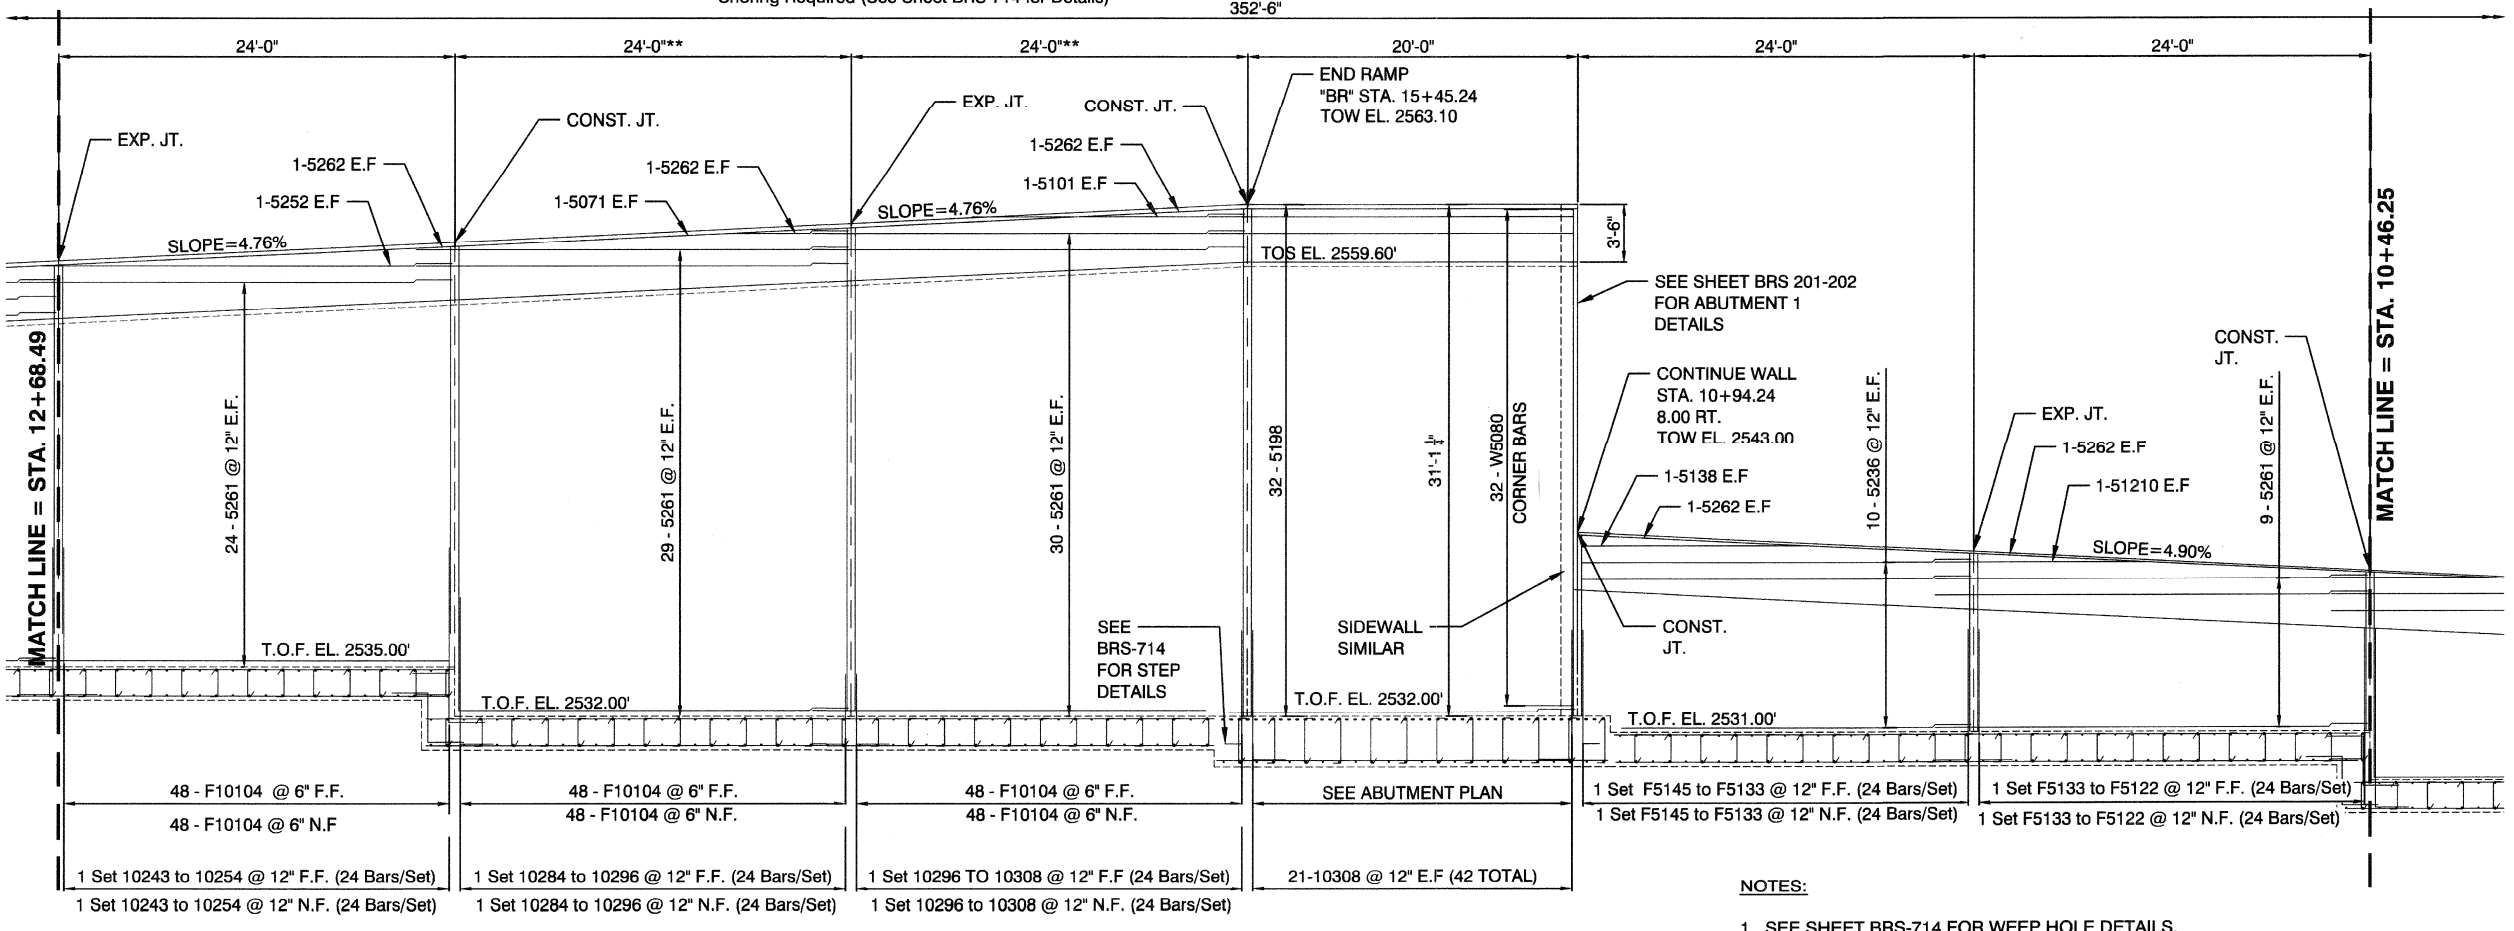 352'-6"
24'-0"
24'-0"**
24'-0"**
20'-0"
24'-0"
24'-0"
END RAMP
"BR" STA. 15+45.24
TOW EL. 2563.10
EXP. JT.
CONST. JT.
EXP. JT.
CONST. JT.
1-5262 E.F
1-5252 E.F
1-5262 E.F
1-5071 E.F
1-5262 E.F
1-5101 E.F
SLOPE=4.76%
SLOPE=4.76%
TOS EL. 2559.60'
3'-6"
SEE SHEET BRS 201-202
FOR ABUTMENT 1
DETAILS
MATCH LINE = STA. 12+68.49
MATCH LINE = STA. 10+46.25
CONST.
JT.
CONTINUE WALL
STA. 10+94.24
8.00 RT.
TOW EL. 2543.00
1-5138 E.F
1-5262 E.F
EXP. JT.
1-5262 E.F
1-51210 E.F
SLOPE=4.90%
24 - 5261 @ 12" E.F.
29 - 5261 @ 12" E.F.
30 - 5261 @ 12" E.F.
32 - 5198
31'-1 1/4"
32 - W5080
CORNER BARS
10 - 5236 @ 12" E.F.
9 - 5261 @ 12" E.F.
T.O.F. EL. 2535.00'
T.O.F. EL. 2532.00'
SEE
BRS-714
FOR STEP
DETAILS
SIDEWALL
SIMILAR
CONST.
JT.
T.O.F. EL. 2532.00'
T.O.F. EL. 2531.00'
48 - F10104 @ 6" F.F.
48 - F10104 @ 6" N.F
48 - F10104 @ 6" F.F.
48 - F10104 @ 6" N.F.
48 - F10104 @ 6" F.F.
48 - F10104 @ 6" N.F.
SEE ABUTMENT PLAN
1 Set F5145 to F5133 @ 12" F.F. (24 Bars/Set)
1 Set F5145 to F5133 @ 12" N.F. (24 Bars/Set)
1 Set F5133 to F5122 @ 12" F.F. (24 Bars/Set)
1 Set F5133 to F5122 @ 12" N.F. (24 Bars/Set)
1 Set 10243 to 10254 @ 12" F.F. (24 Bars/Set)
1 Set 10243 to 10254 @ 12" N.F. (24 Bars/Set)
1 Set 10284 to 10296 @ 12" F.F. (24 Bars/Set)
1 Set 10284 to 10296 @ 12" N.F. (24 Bars/Set)
1 Set 10296 TO 10308 @ 12" F.F (24 Bars/Set)
1 Set 10296 to 10308 @ 12" N.F. (24 Bars/Set)
21-10308 @ 12" E.F (42 TOTAL)
NOTES:
1. SEE SHEET BRS-714 FOR WEEP HOLE DETAILS.